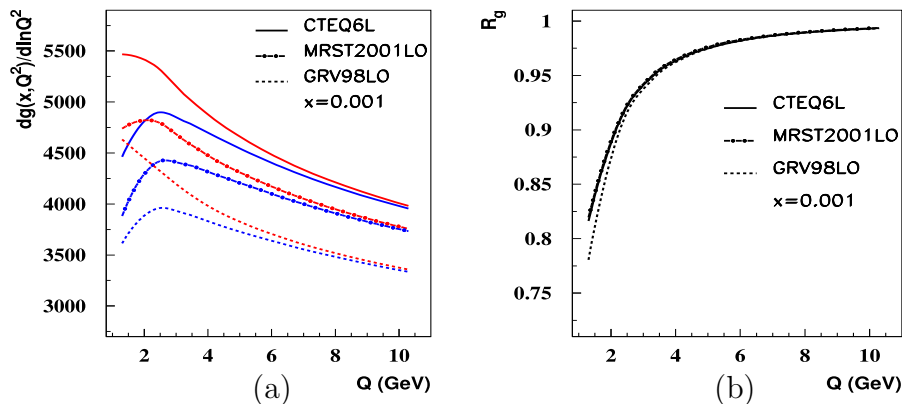 dg(x,Q²)/dlnQ²
5500
5000
4500
4000
3500
3000
CTEQ6L
MRST2001LO
GRV98LO
x=0.001
2 4 6 8 10
Q (GeV)
(a)
R_g
1
0.95
0.9
0.85
0.8
0.75
CTEQ6L
MRST2001LO
GRV98LO
x=0.001
2 4 6 8 10
Q (GeV)
(b)